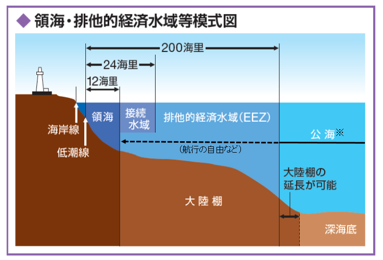 ◆ 領海・排他的経済水域等模式図
200海里
24海里
12海里
領海
接続
水域
排他的経済水域(EEZ)
公海※
海岸線
(航行の自由など)
低潮線
大陸棚の
延長が可能
大陸棚
深海底